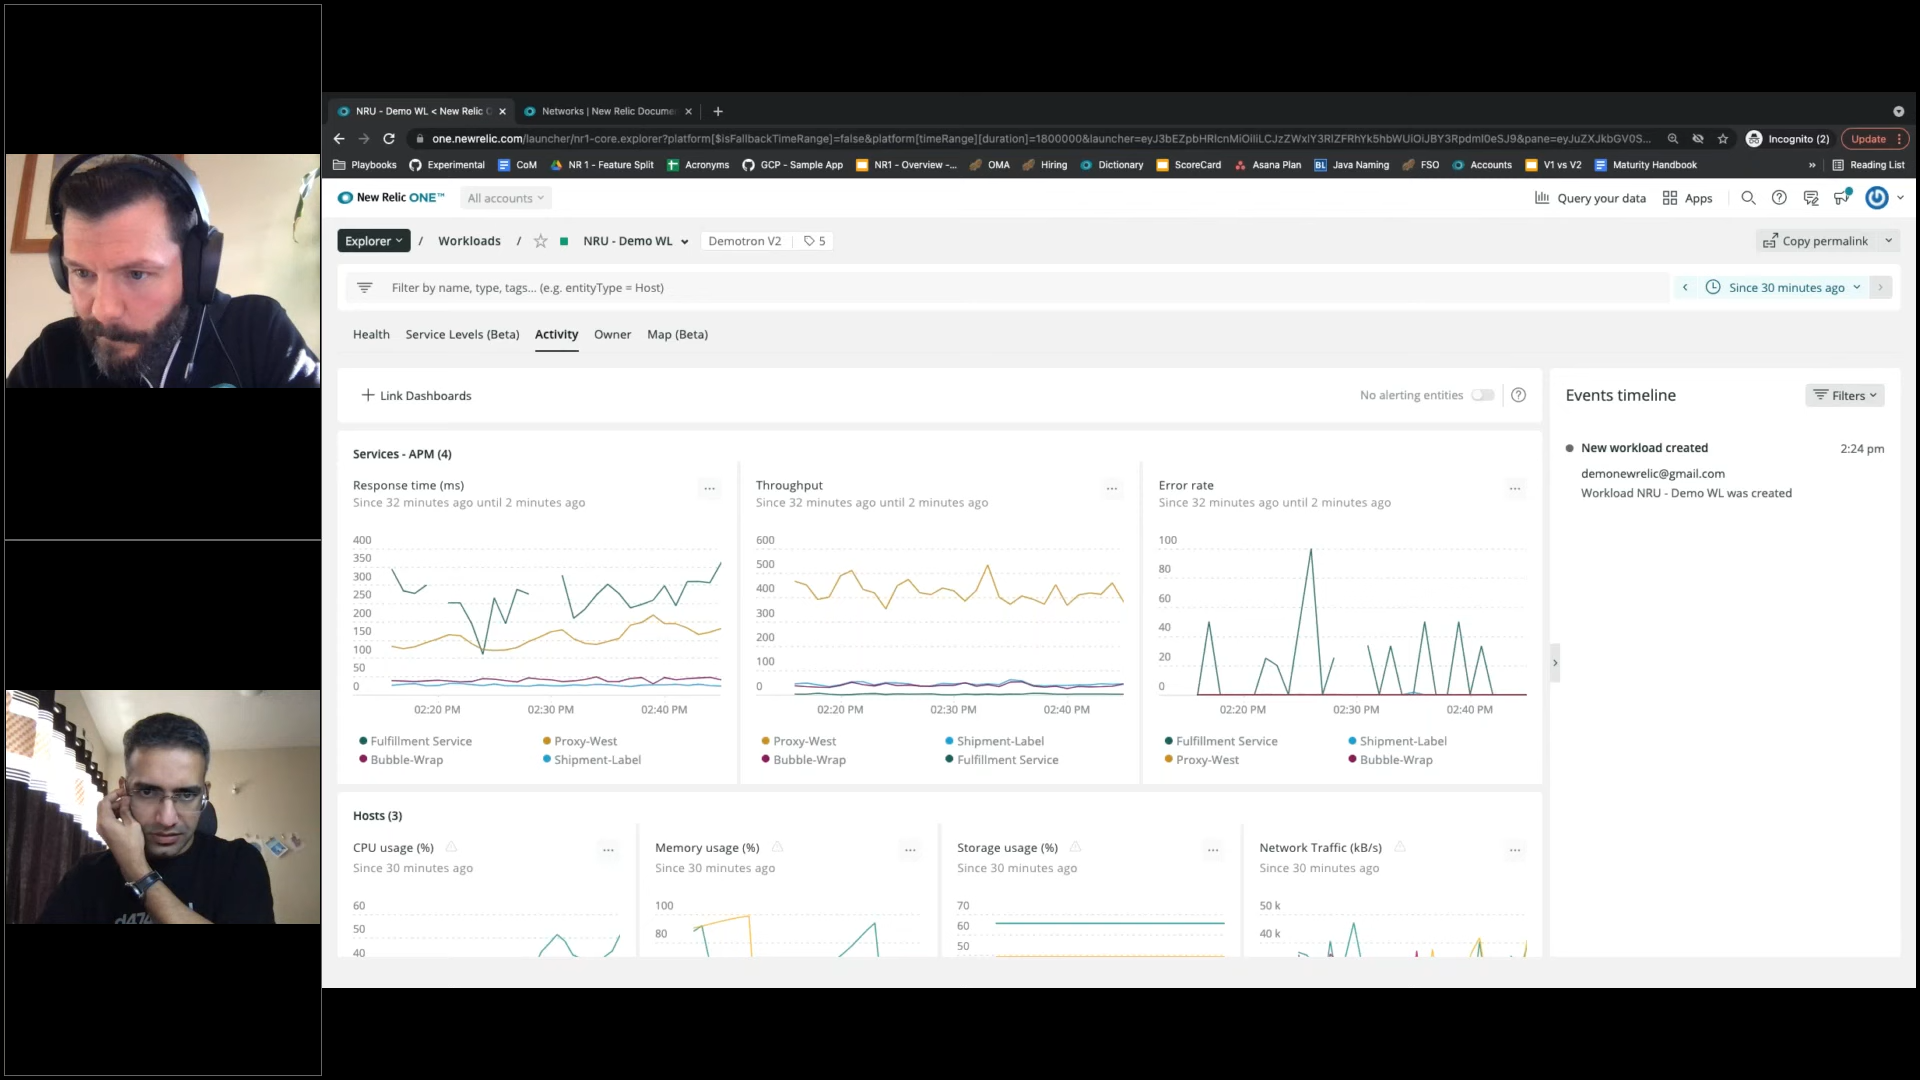 NRU - Demo WL < New Relic
Networks | New Relic Docume
one.newrelic.com/launcher/nr1-core.explorer?platform[$isFallbackTimeRange]=false&platform[timeRange][duration]=1800000&launcher=
Incognito (2)
Update
Playbooks
Experimental
CoM
NR 1 - Feature Split
Acronyms
GCP - Sample App
NR1 - Overview -...
OMA
Hiring
Dictionary
ScoreCard
Asana Plan
BL
Java Naming
FSO
Accounts
V1 vs V2
Maturity Handbook
»
Reading List
New Relic ONE™
All accounts
Query your data
Apps
Explorer
/
Workloads
/
NRU - Demo WL
Demotron V2
5
Copy permalink
Filter by name, type, tags... (e.g. entityType = Host)
Since 30 minutes ago
Health
Service Levels (Beta)
Activity
Owner
Map (Beta)
+ Link Dashboards
No alerting entities
Events timeline
Filters
New workload created
2:24 pm
demonewrelic@gmail.com
Workload NRU - Demo WL was created
Services - APM (4)
Response time (ms)
Since 32 minutes ago until 2 minutes ago
400
350
300
250
200
150
100
50
0
02:20 PM
02:30 PM
02:40 PM
Fulfillment Service
Proxy-West
Bubble-Wrap
Shipment-Label
Throughput
Since 32 minutes ago until 2 minutes ago
600
500
400
300
200
100
0
02:20 PM
02:30 PM
02:40 PM
Proxy-West
Shipment-Label
Bubble-Wrap
Fulfillment Service
Error rate
Since 32 minutes ago until 2 minutes ago
100
80
60
40
20
0
02:20 PM
02:30 PM
02:40 PM
Fulfillment Service
Shipment-Label
Proxy-West
Bubble-Wrap
Hosts (3)
CPU usage (%)
Since 30 minutes ago
60
50
40
Memory usage (%)
Since 30 minutes ago
100
80
Storage usage (%)
Since 30 minutes ago
70
60
50
Network Traffic (kB/s)
Since 30 minutes ago
50 k
40 k